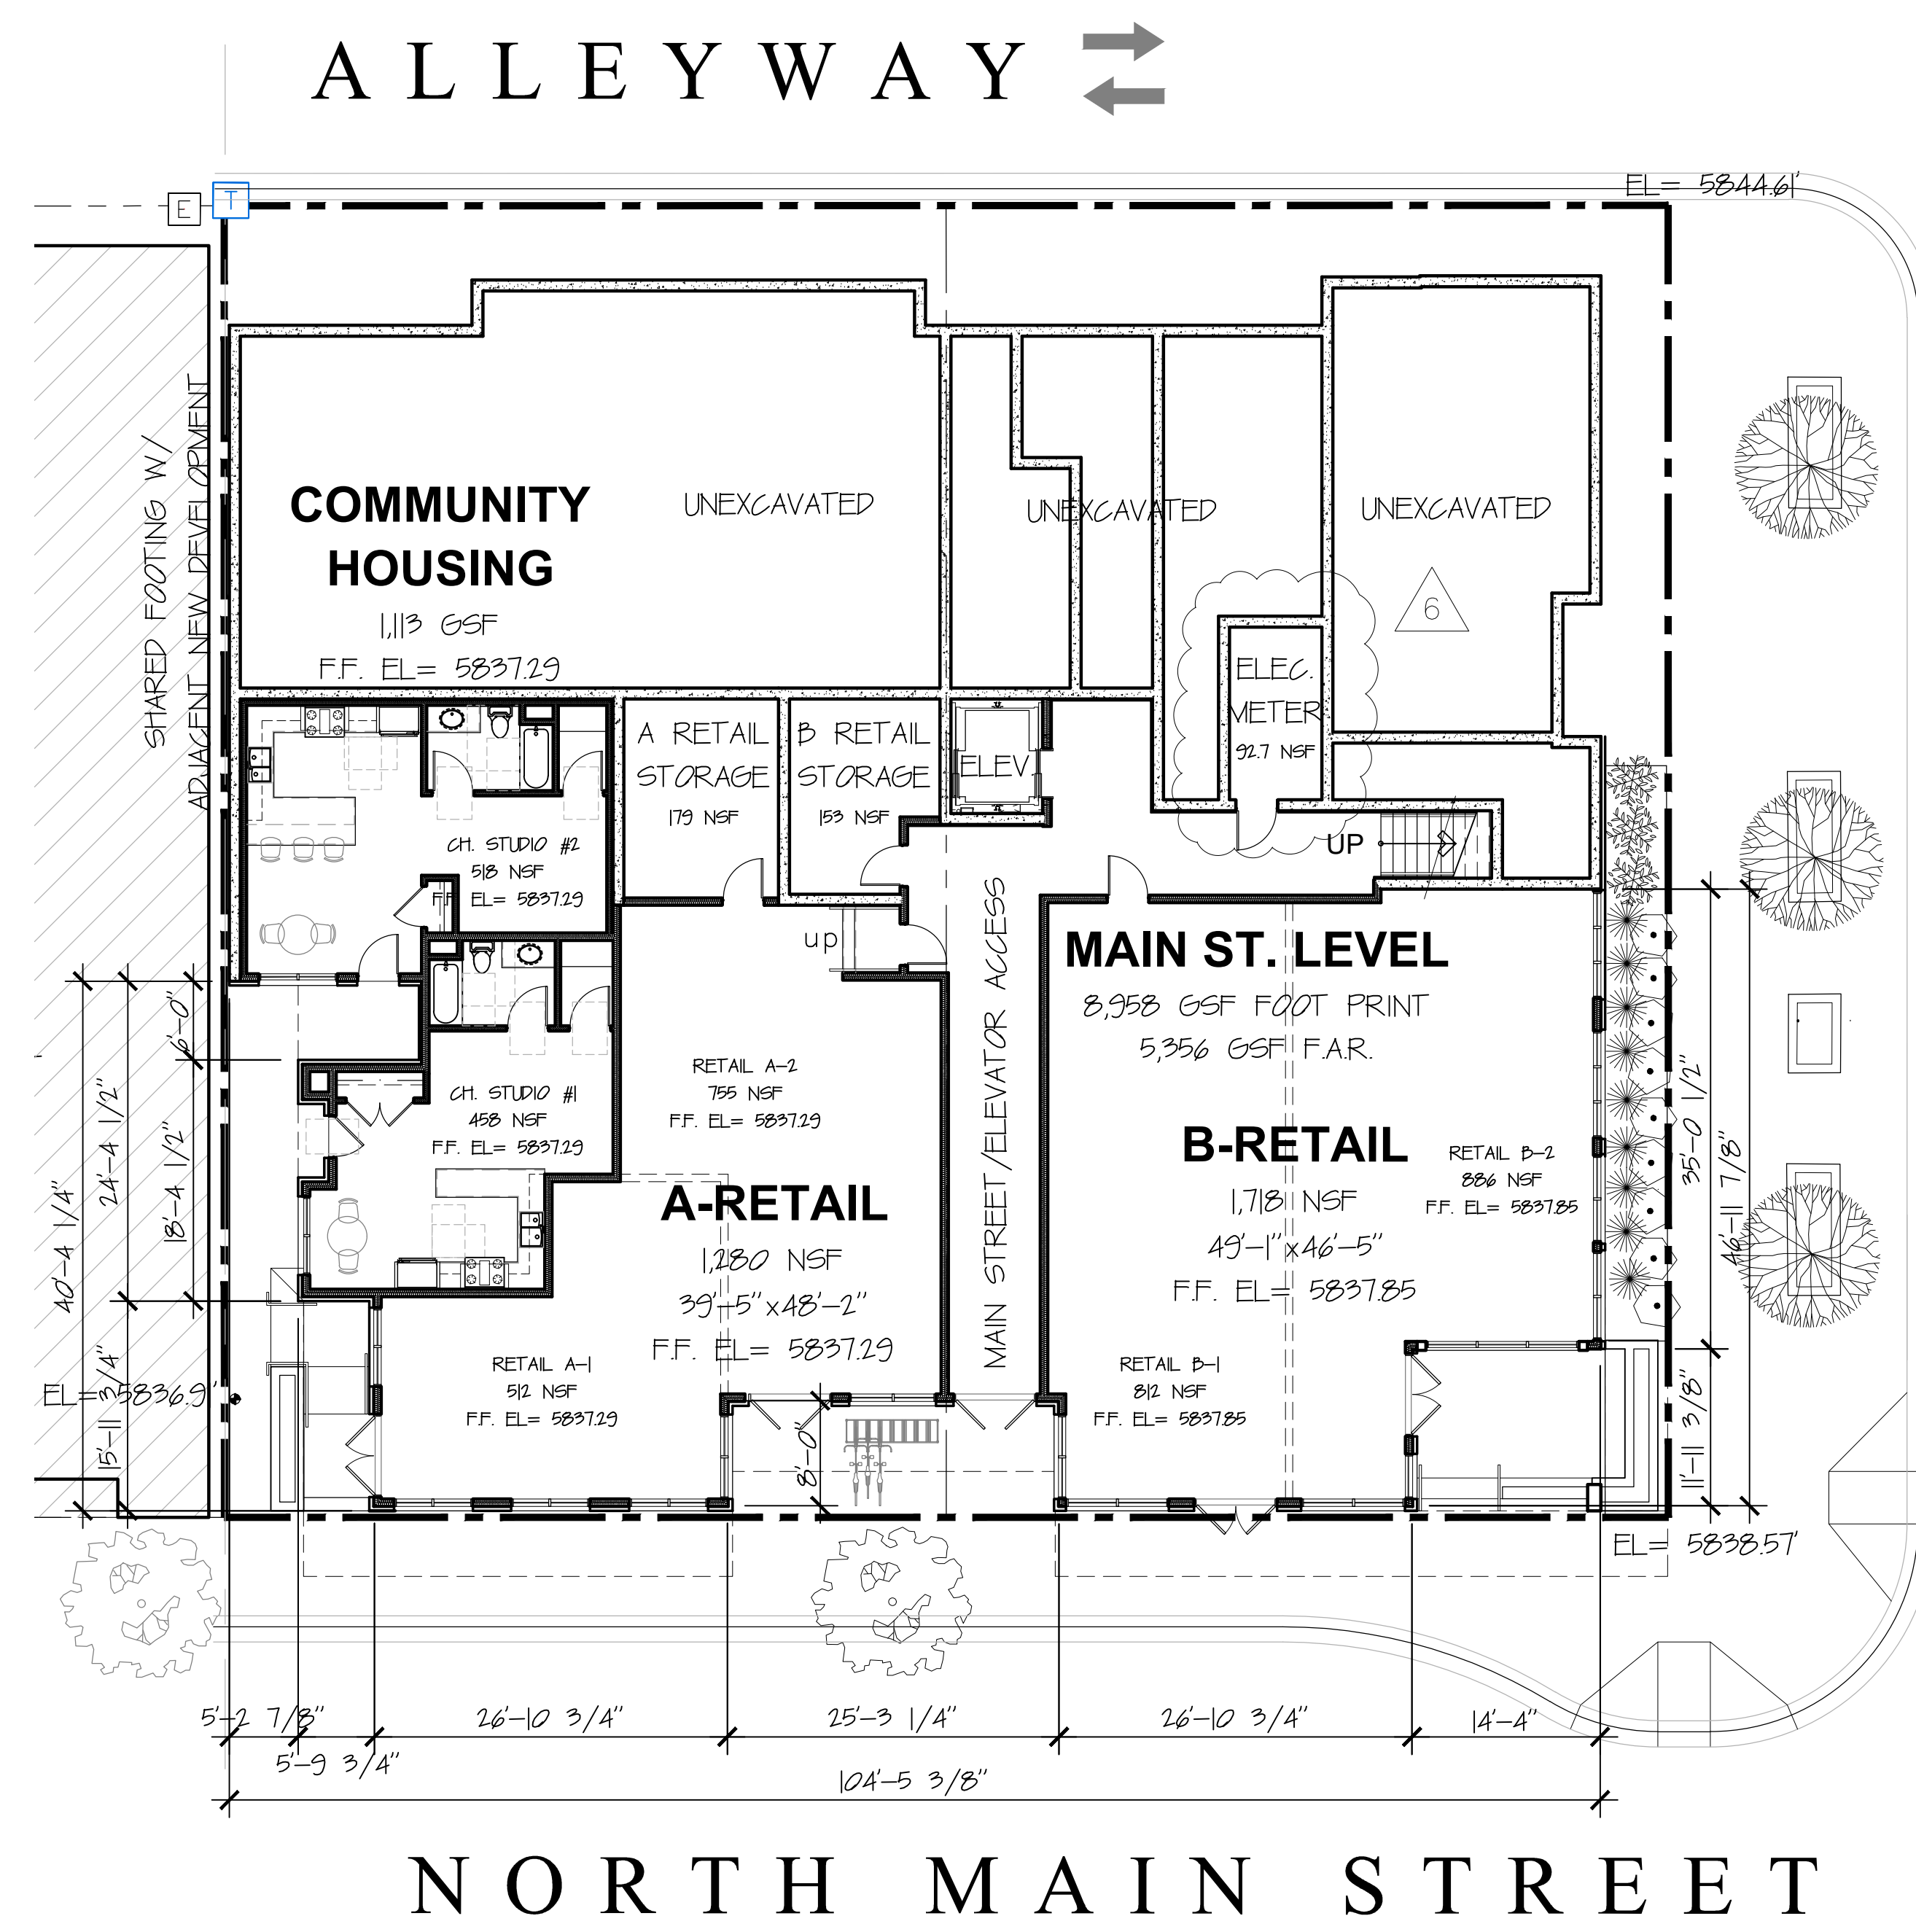 ALLEYWAY
EL= 5844.61'
E
T
SHARED FOOTING W/
ADJACENT NEW DEVELOPMENT
COMMUNITY
HOUSING
1,113 GSF
F.F. EL= 5837.29
UNEXCAVATED
UNEXCAVATED
UNEXCAVATED
6
ELEC.
METER
92.7 NSF
A RETAIL
STORAGE
179 NSF
B RETAIL
STORAGE
153 NSF
ELEV.
UP
CH. STUDIO #2
518 NSF
F.F. EL= 5837.29
up
MAIN STREET/ELEVATOR ACCESS
MAIN ST. LEVEL
8,958 GSF FOOT PRINT
5,356 GSF F.A.R.
CH. STUDIO #1
458 NSF
F.F. EL= 5837.29
RETAIL A-2
755 NSF
F.F. EL= 5837.29
A-RETAIL
1,280 NSF
39'-5"x48'-2"
F.F. EL= 5837.29
B-RETAIL
1,718 NSF
49'-1"x46'-5"
F.F. EL= 5837.85
RETAIL B-2
886 NSF
F.F. EL= 5837.85
RETAIL A-1
512 NSF
F.F. EL= 5837.29
RETAIL B-1
812 NSF
F.F. EL= 5837.85
40'-4 1/4"
24'-4 1/2"
18'-4 1/2"
6'-0"
15'-11 3/4"
EL= 5836.9'
8'-0"
35'-0 1/2"
46'-11 7/8"
11'-11 3/8"
EL= 5838.57'
5'-2 7/8"
5'-9 3/4"
26'-10 3/4"
25'-3 1/4"
26'-10 3/4"
14'-4"
104'-5 3/8"
NORTH MAIN STREET